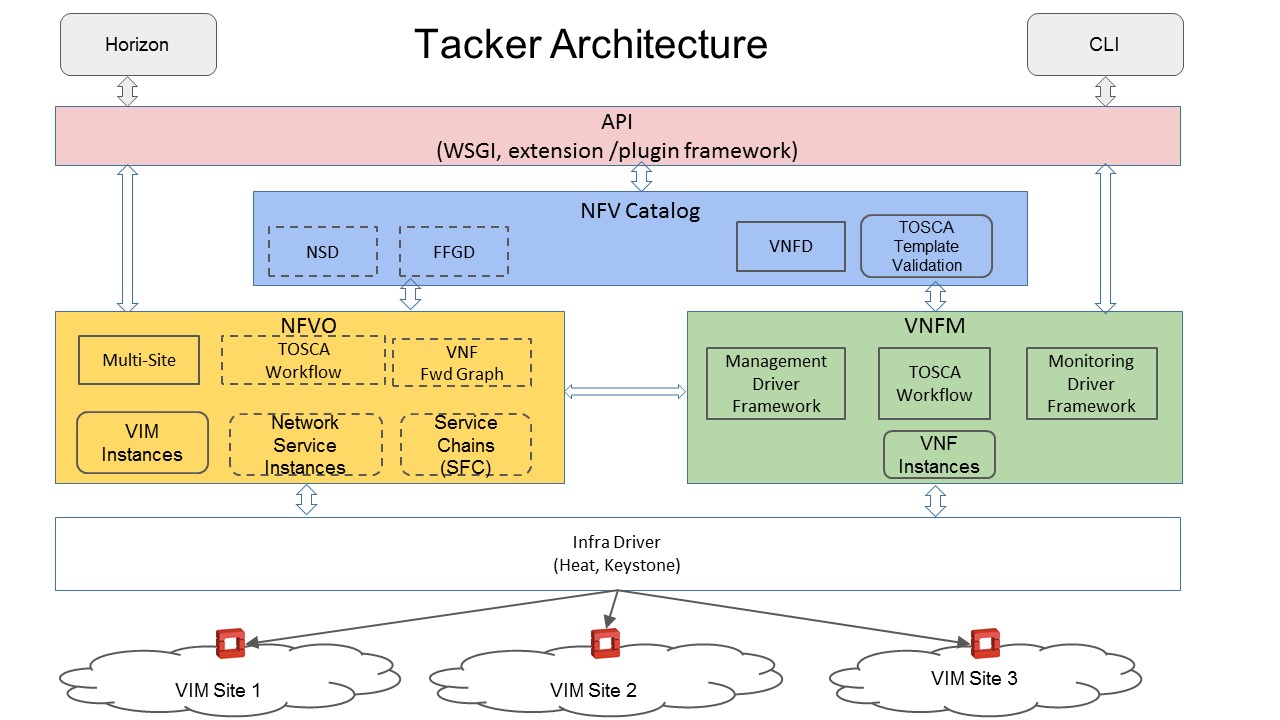 Horizon
Tacker Architecture
CLI
API
(WSGI, extension /plugin framework)
NFV Catalog
NSD
FFGD
VNFD
TOSCA
Template
Validation
NFVO
Multi-Site
TOSCA
Workflow
VNF
Fwd Graph
VIM
Instances
Network
Service
Instances
Service
Chains
(SFC)
VNFM
Management
Driver
Framework
TOSCA
Workflow
Monitoring
Driver
Framework
VNF
Instances
Infra Driver
(Heat, Keystone)
VIM Site 1
VIM Site 2
VIM Site 3